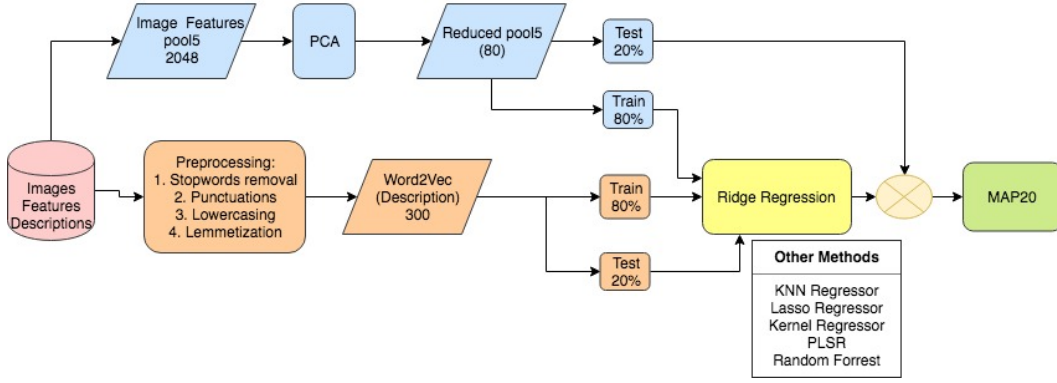 Image Features
pool5
2048
PCA
Reduced pool5
(80)
Test
20%
Train
80%
Images
Features
Descriptions
Preprocessing:
1. Stopwords removal
2. Punctuations
3. Lowercasing
4. Lemmetization
Word2Vec
(Description)
300
Train
80%
Test
20%
Ridge Regression
MAP20
Other Methods
KNN Regressor
Lasso Regressor
Kernel Regressor
PLSR
Random Forrest